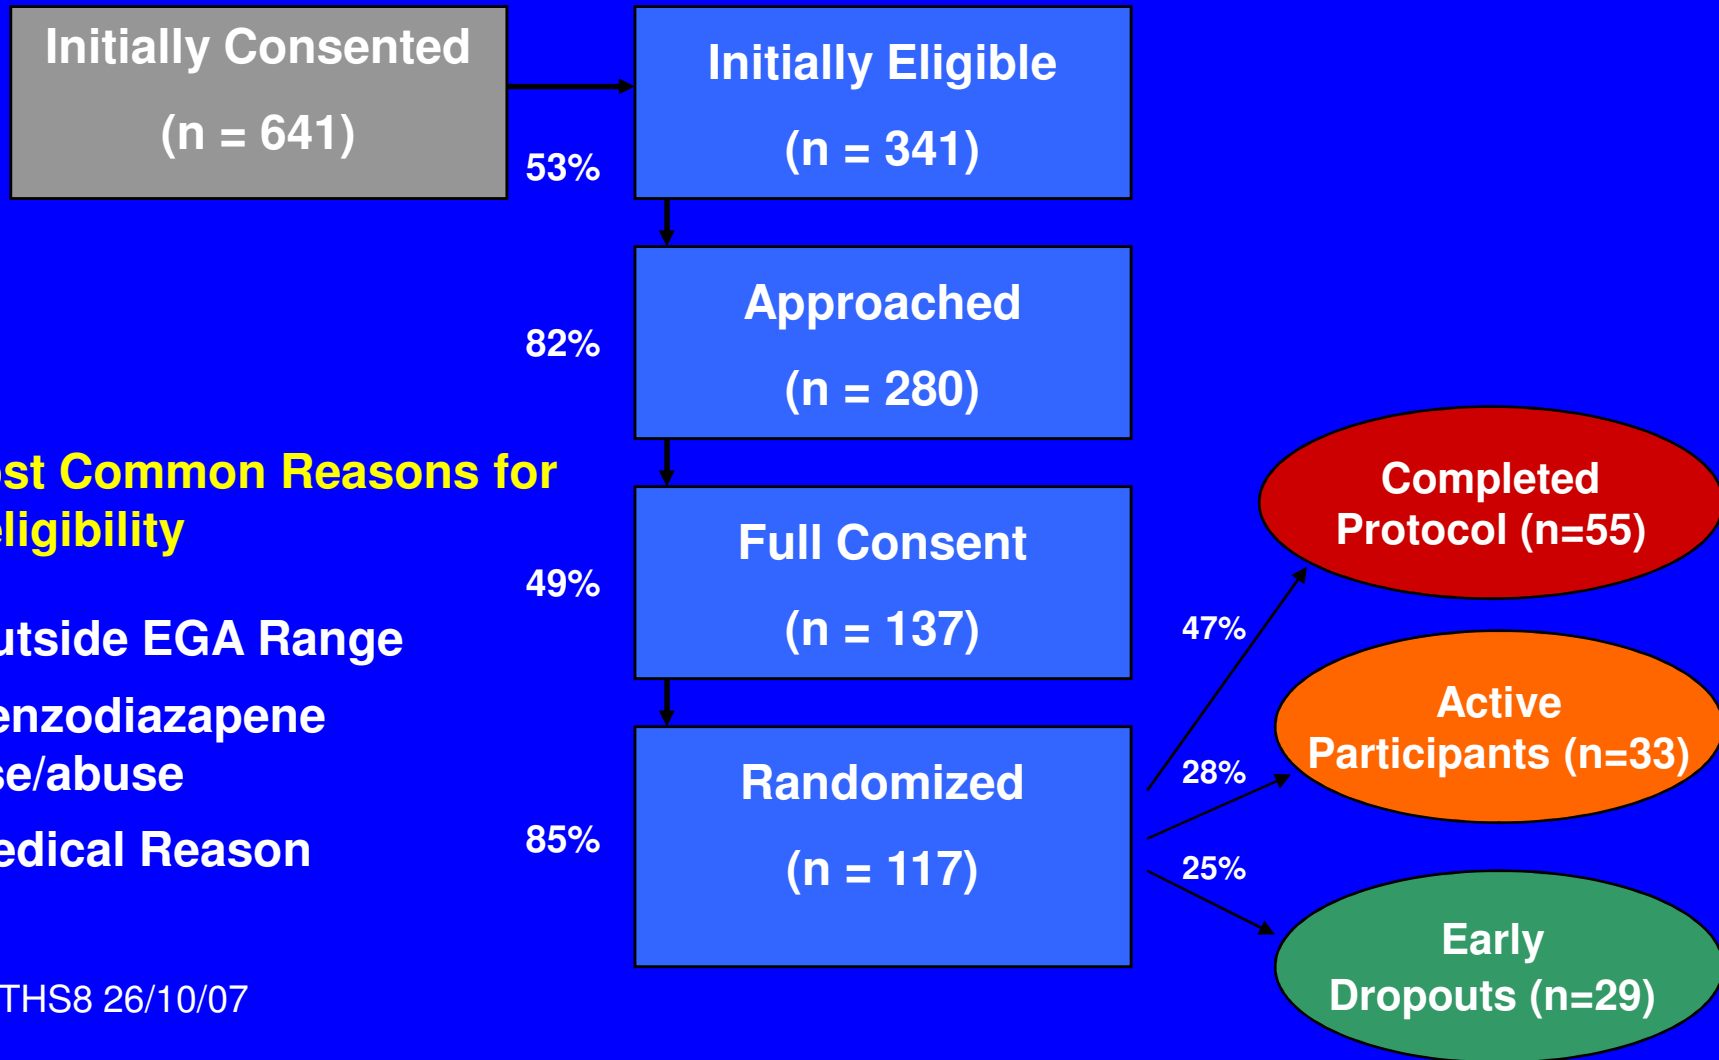 Initially Consented
(n = 641)
53%
Initially Eligible
(n = 341)
82%
Approached
(n = 280)
ost Common Reasons for
eligibility
utside EGA Range
enzodiazapene
se/abuse
edical Reason
49%
Full Consent
(n = 137)
85%
Randomized
(n = 117)
47%
Completed
Protocol (n=55)
28%
Active
Participants (n=33)
25%
Early
Dropouts (n=29)
THS8 26/10/07